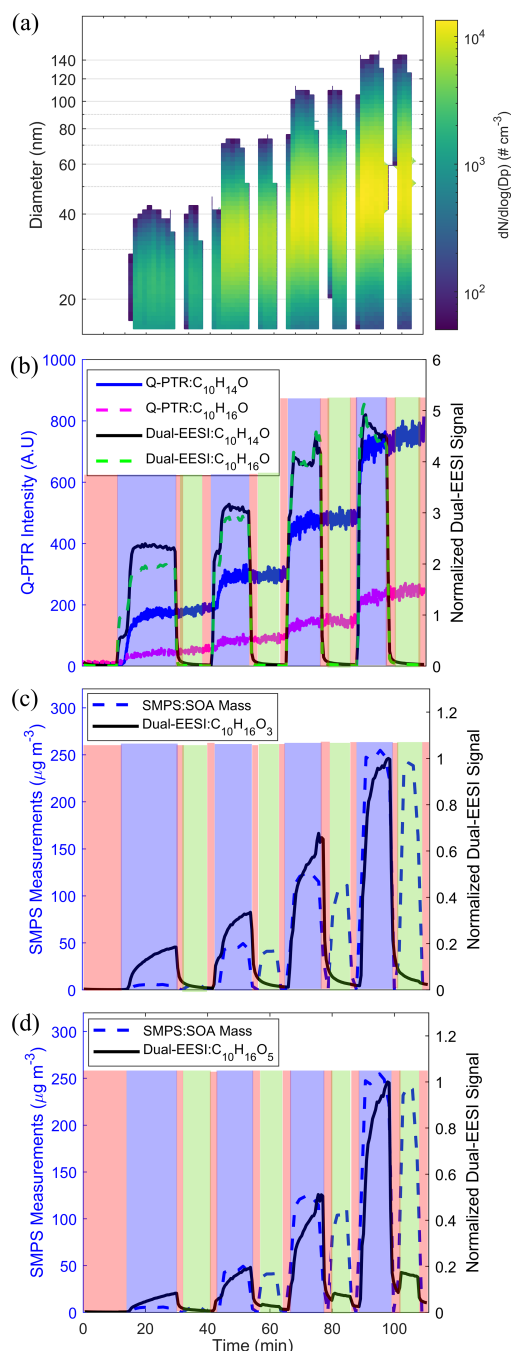 (a)
140
120
100
80
60
40
20
Diameter (nm)
10⁴
10³
10²
dN/dlog(Dp) (# cm⁻³)
(b)
1000
800
600
400
200
0
Q-PTR Intensity (A.U)
Q-PTR:C₁₀H₁₄O
Q-PTR:C₁₀H₁₆O
Dual-EESI:C₁₀H₁₄O
Dual-EESI:C₁₀H₁₆O
6
5
4
3
2
1
0
Normalized Dual-EESI Signal
(c)
300
250
200
150
100
50
0
SMPS Measurements (μg m⁻³)
SMPS:SOA Mass
Dual-EESI:C₁₀H₁₆O₃
1.2
1
0.8
0.6
0.4
0.2
0
Normalized Dual-EESI Signal
(d)
300
250
200
150
100
50
0
SMPS Measurements (μg m⁻³)
SMPS:SOA Mass
Dual-EESI:C₁₀H₁₆O₅
1.2
1
0.8
0.6
0.4
0.2
0
Normalized Dual-EESI Signal
0 20 40 60 80 100
Time (min)